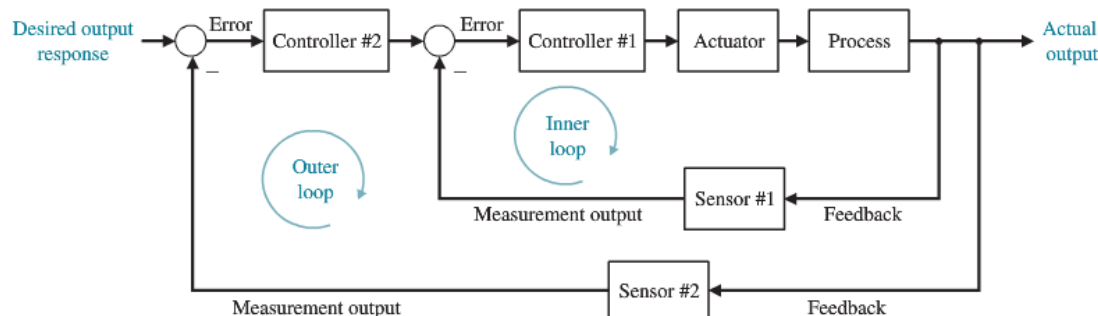 Desired output
response
Error
Controller #2
Error
Controller #1
Actuator
Process
Actual
output
–
–
Inner
loop
Outer
loop
Sensor #1
Measurement output
Feedback
Sensor #2
Measurement output
Feedback